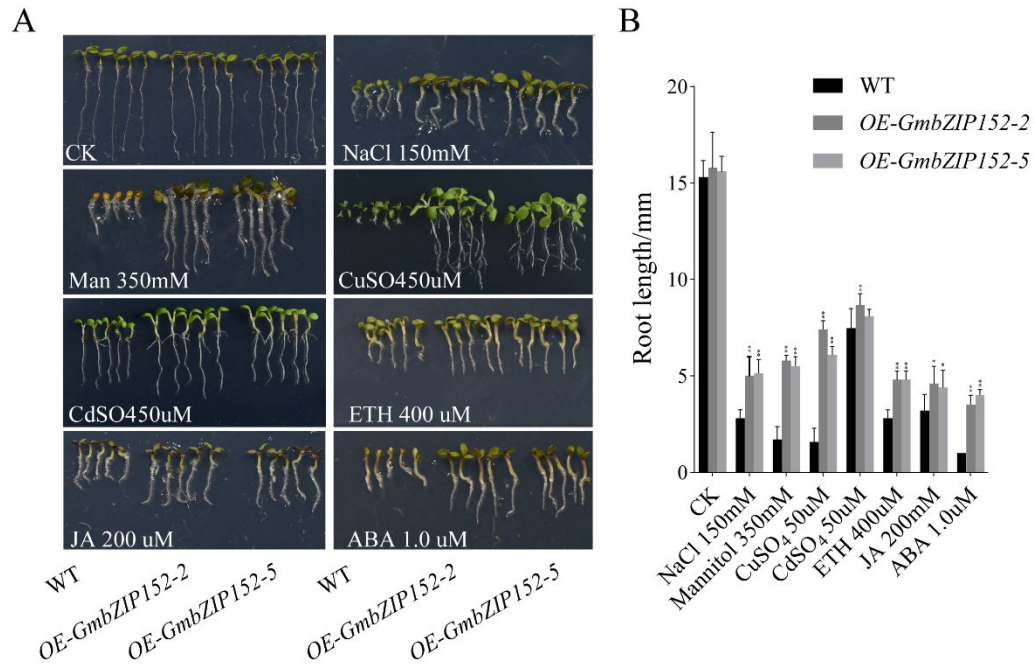 A
CK
NaCl 150mM
Man 350mM
CuSO450uM
CdSO450uM
ETH 400 uM
JA 200 uM
ABA 1.0 uM
WT
OE-GmbZIP152-2
OE-GmbZIP152-5
WT
OE-GmbZIP152-2
OE-GmbZIP152-5
B
WT
OE-GmbZIP152-2
OE-GmbZIP152-5
Root length/mm
20
15
10
5
0
** ** ** ** ** ** ** ** ** * * ** **
CK
NaCl 150mM
Mannitol 350mM
CuSO₄ 50uM
CdSO₄ 50uM
ETH 400uM
JA 200mM
ABA 1.0uM